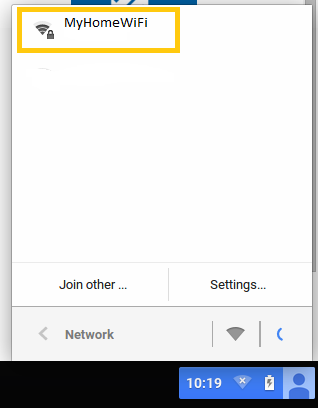 MyHomeWiFi
Join other ...
Settings...
Network
10:19